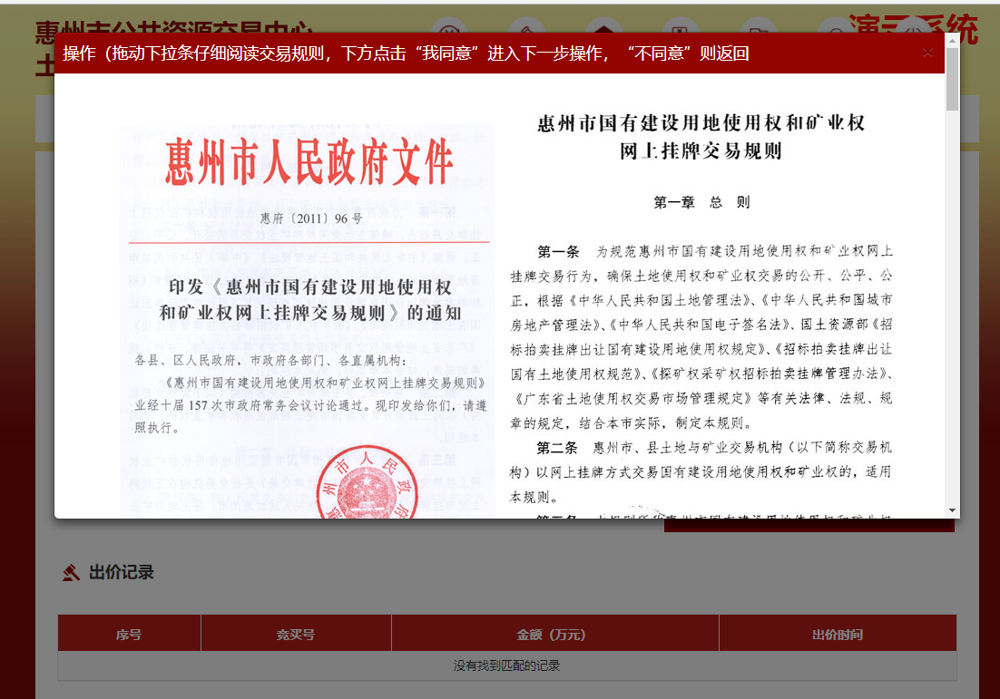 惠州市公共资源交易中心
演示系统
操作（拖动下拉条仔细阅读交易规则，下方点击“我同意”进入下一步操作，“不同意”则返回
惠州市人民政府文件
惠府〔2011〕96 号
印发《惠州市国有建设用地使用权
和矿业权网上挂牌交易规则》的通知
各县、区人民政府，市政府各部门、各直属机构：
《惠州市国有建设用地使用权和矿业权网上挂牌交易规则》
业经十届 157 次市政府常务会议讨论通过。现印发给你们，请遵
照执行。
州市人民政府
惠州市国有建设用地使用权和矿业权
网上挂牌交易规则
第一章 总 则
第一条 为规范惠州市国有建设用地使用权和矿业权网上
挂牌交易行为，确保土地使用权和矿业权交易的公开、公平、公
正，根据《中华人民共和国土地管理法》、《中华人民共和国城市
房地产管理法》、《中华人民共和国电子签名法》、国土资源部《招
标拍卖挂牌出让国有建设用地使用权规定》、《招标拍卖挂牌出让
国有土地使用权规范》、《探矿权采矿权招标拍卖挂牌管理办法》、
《广东省土地使用权交易市场管理规定》等有关法律、法规、规
章的规定，结合本市实际，制定本规则。
第二条 惠州市、县土地与矿业交易机构（以下简称交易机
构）以网上挂牌方式交易国有建设用地使用权和矿业权的，适用
本规则。
出价记录
序号 竞买号 金额（万元） 出价时间
没有找到匹配的记录